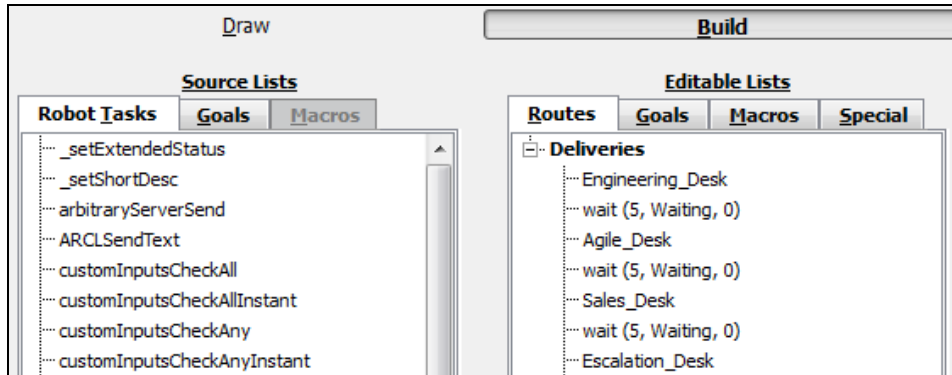 Draw
Build
Source Lists
Robot Tasks Goals Macros
_setExtendedStatus
_setShortDesc
arbitraryServerSend
ARCLSendText
customInputsCheckAll
customInputsCheckAllInstant
customInputsCheckAny
customInputsCheckAnyInstant
Editable Lists
Routes Goals Macros Special
Deliveries
Engineering_Desk
wait (5, Waiting, 0)
Agile_Desk
wait (5, Waiting, 0)
Sales_Desk
wait (5, Waiting, 0)
Escalation_Desk